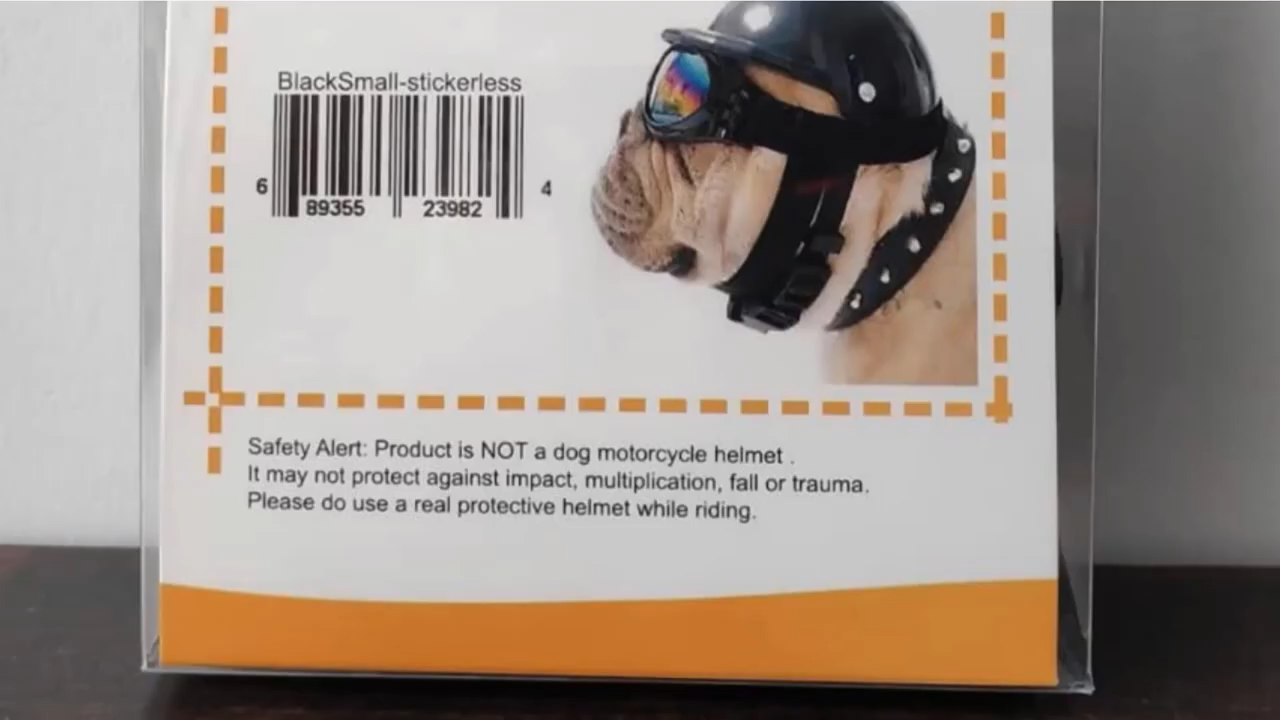 BlackSmall-stickerless
6 89355 23982 4
Safety Alert: Product is NOT a dog motorcycle helmet .
It may not protect against impact, multiplication, fall or trauma.
Please do use a real protective helmet while riding.